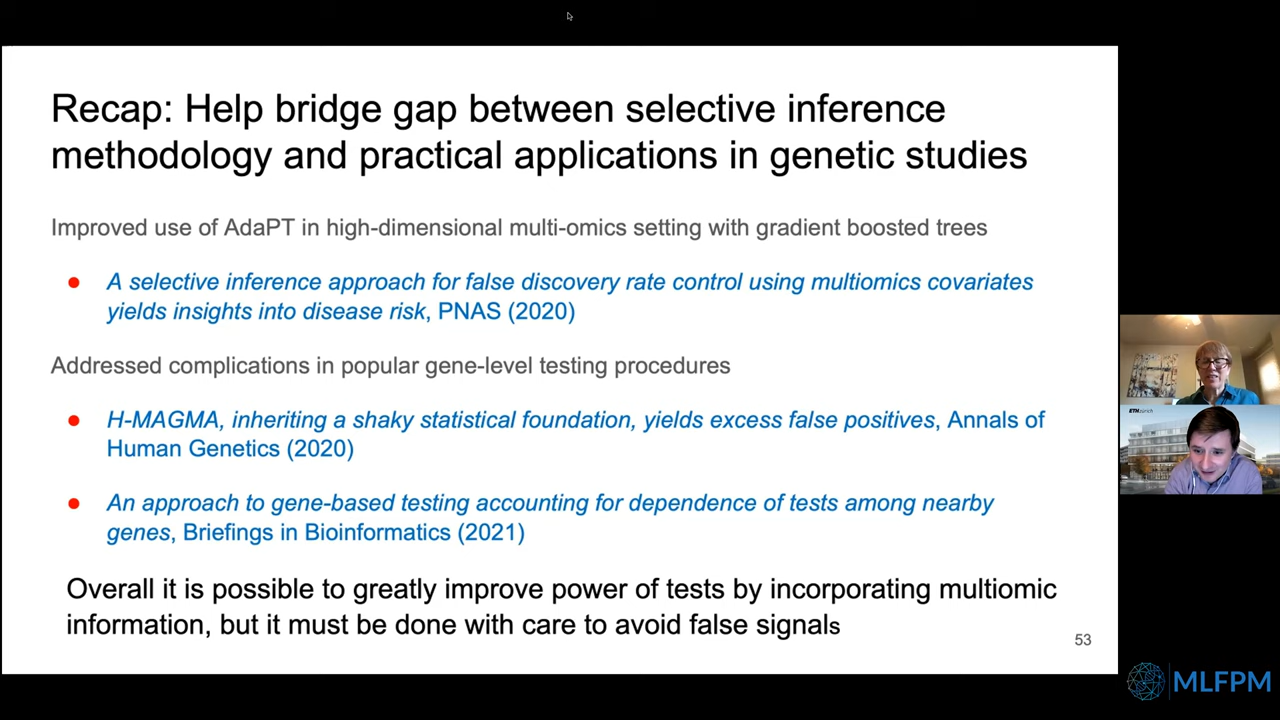 Recap: Help bridge gap between selective inference
methodology and practical applications in genetic studies
Improved use of AdaPT in high-dimensional multi-omics setting with gradient boosted trees
A selective inference approach for false discovery rate control using multiomics covariates
yields insights into disease risk, PNAS (2020)
Addressed complications in popular gene-level testing procedures
H-MAGMA, inheriting a shaky statistical foundation, yields excess false positives, Annals of
Human Genetics (2020)
An approach to gene-based testing accounting for dependence of tests among nearby
genes, Briefings in Bioinformatics (2021)
Overall it is possible to greatly improve power of tests by incorporating multiomic
information, but it must be done with care to avoid false signals
53
ETH zürich
MLFPM